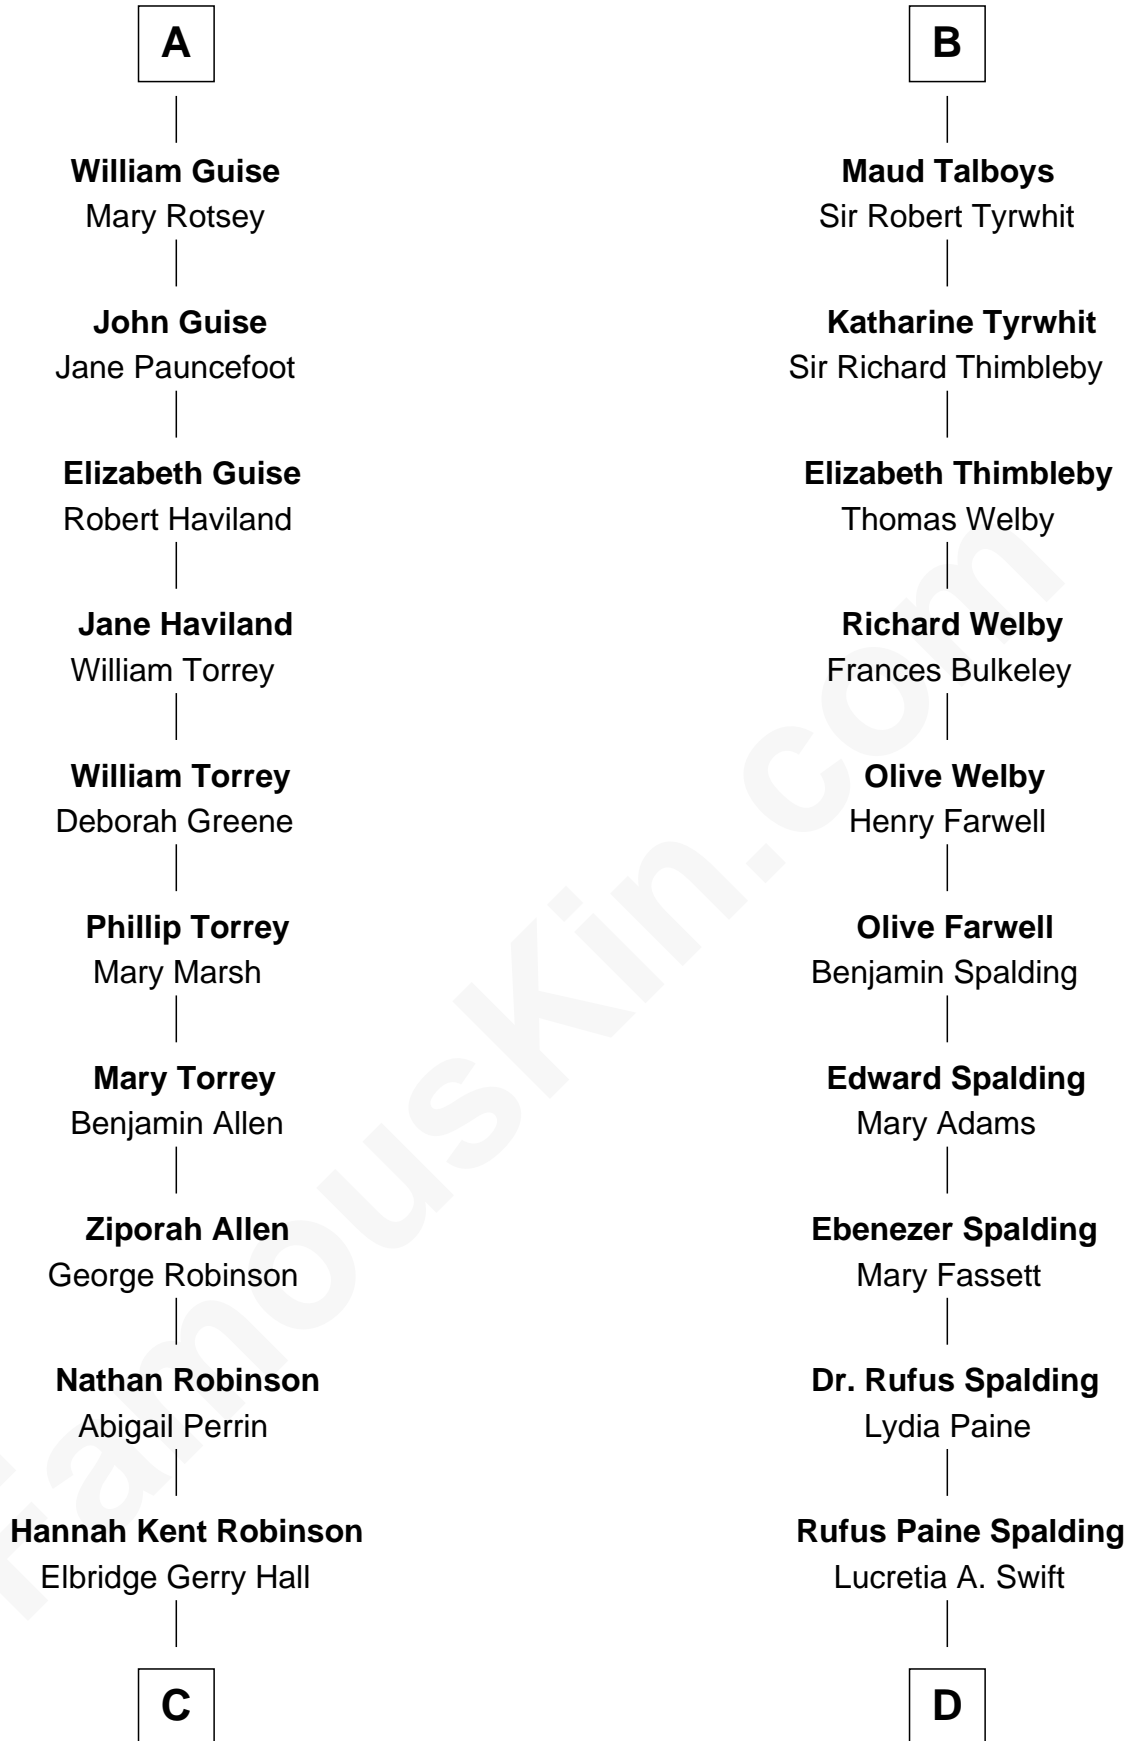 A
William Guise
Mary Rotsey
John Guise
Jane Pauncefoot
Elizabeth Guise
Robert Haviland
Jane Haviland
William Torrey
William Torrey
Deborah Greene
Phillip Torrey
Mary Marsh
Mary Torrey
Benjamin Allen
Ziporah Allen
George Robinson
Nathan Robinson
Abigail Perrin
Hannah Kent Robinson
Elbridge Gerry Hall
C
B
Maud Talboys
Sir Robert Tyrwhit
Katharine Tyrwhit
Sir Richard Thimbleby
Elizabeth Thimbleby
Thomas Welby
Richard Welby
Frances Bulkeley
Olive Welby
Henry Farwell
Olive Farwell
Benjamin Spalding
Edward Spalding
Mary Adams
Ebenezer Spalding
Mary Fassett
Dr. Rufus Spalding
Lydia Paine
Rufus Paine Spalding
Lucretia A. Swift
D
FamousKin.com